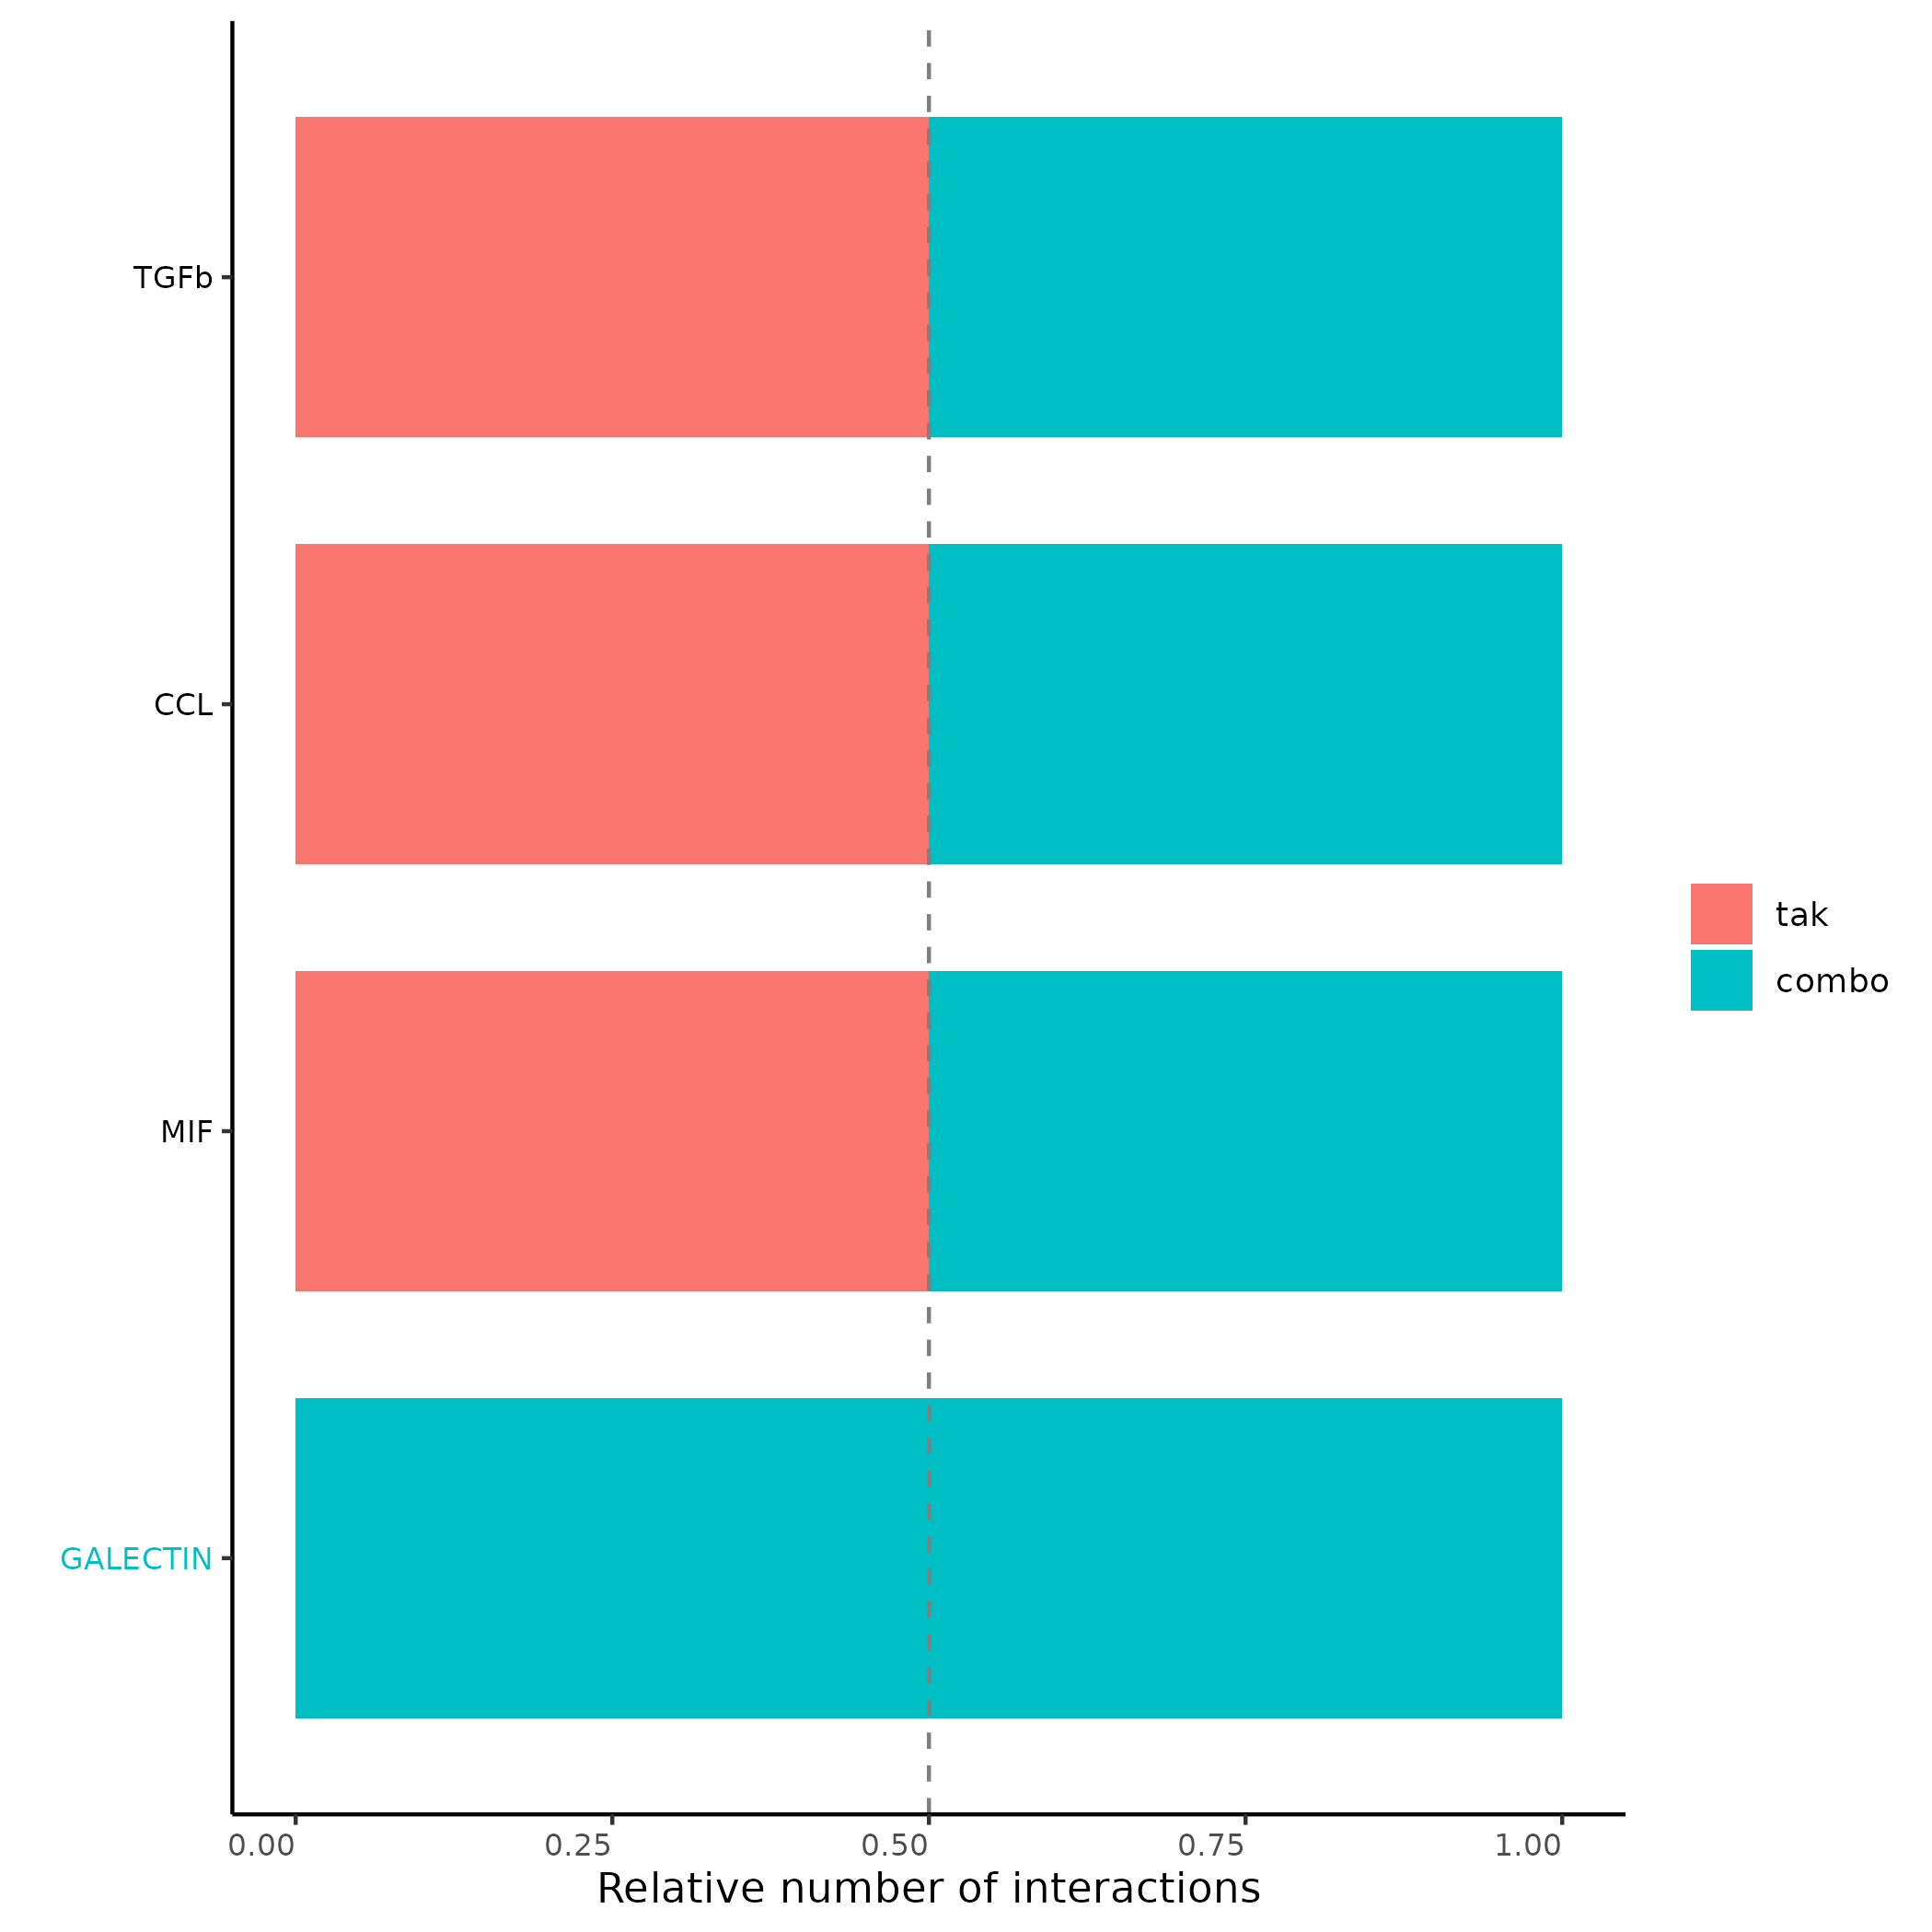 TGFb
CCL
MIF
GALECTIN
tak
combo
0.00 0.25 0.50 0.75 1.00
Relative number of interactions